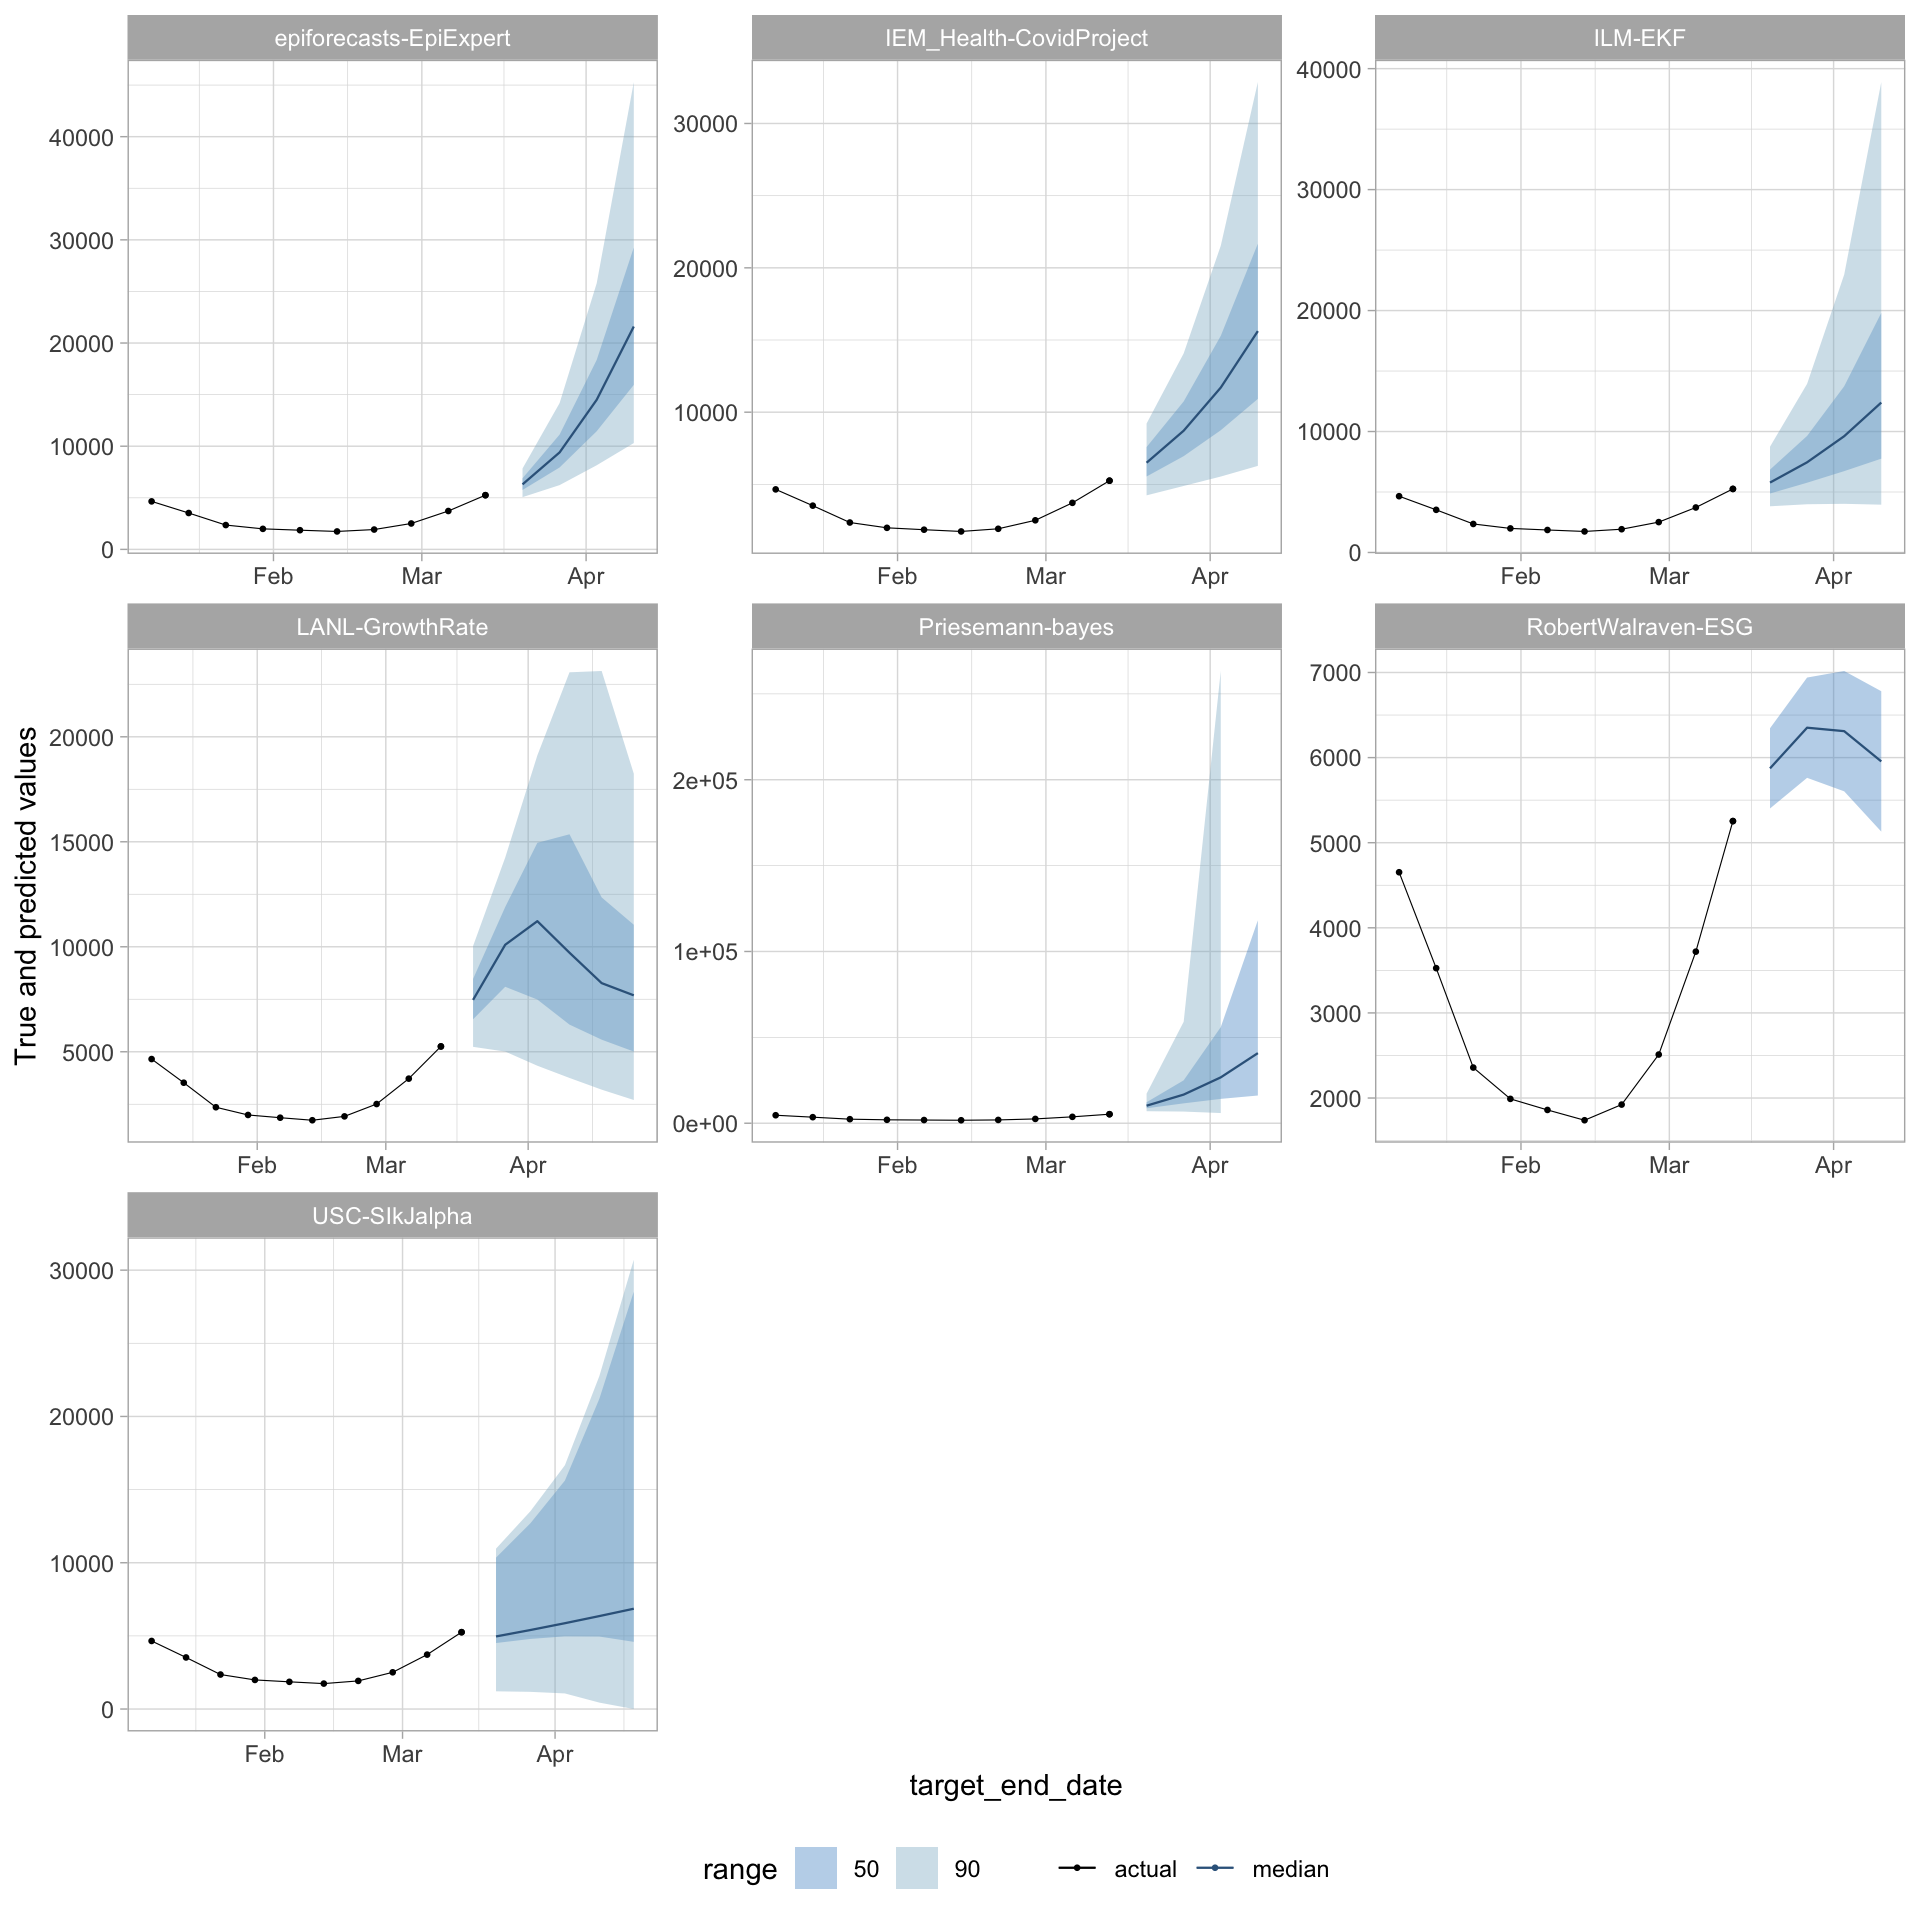 epiforecasts-EpiExpert
IEM_Health-CovidProject
ILM-EKF
40000
30000
20000
10000
0
30000
20000
10000
40000
30000
20000
10000
0
Feb Mar Apr
Feb Mar Apr
Feb Mar Apr
LANL-GrowthRate
Priesemann-bayes
RobertWalraven-ESG
True and predicted values
20000
15000
10000
5000
2e+05
1e+05
0e+00
7000
6000
5000
4000
3000
2000
Feb Mar Apr
Feb Mar Apr
Feb Mar Apr
USC-SIkJalpha
30000
20000
10000
0
Feb Mar Apr
target_end_date
range 50 90 actual median